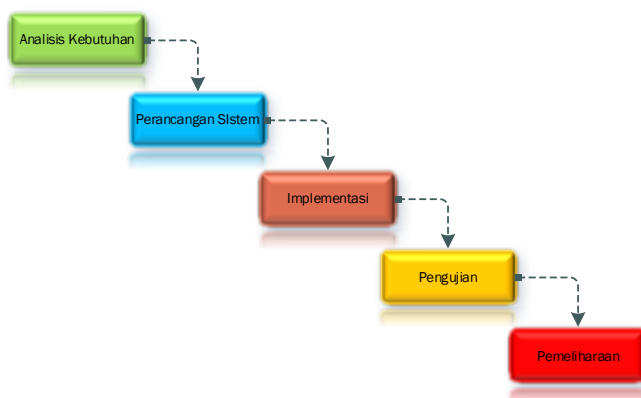 Analisis Kebutuhan
Perancangan SIstem
Implementasi
Pengujian
Pemeliharaan